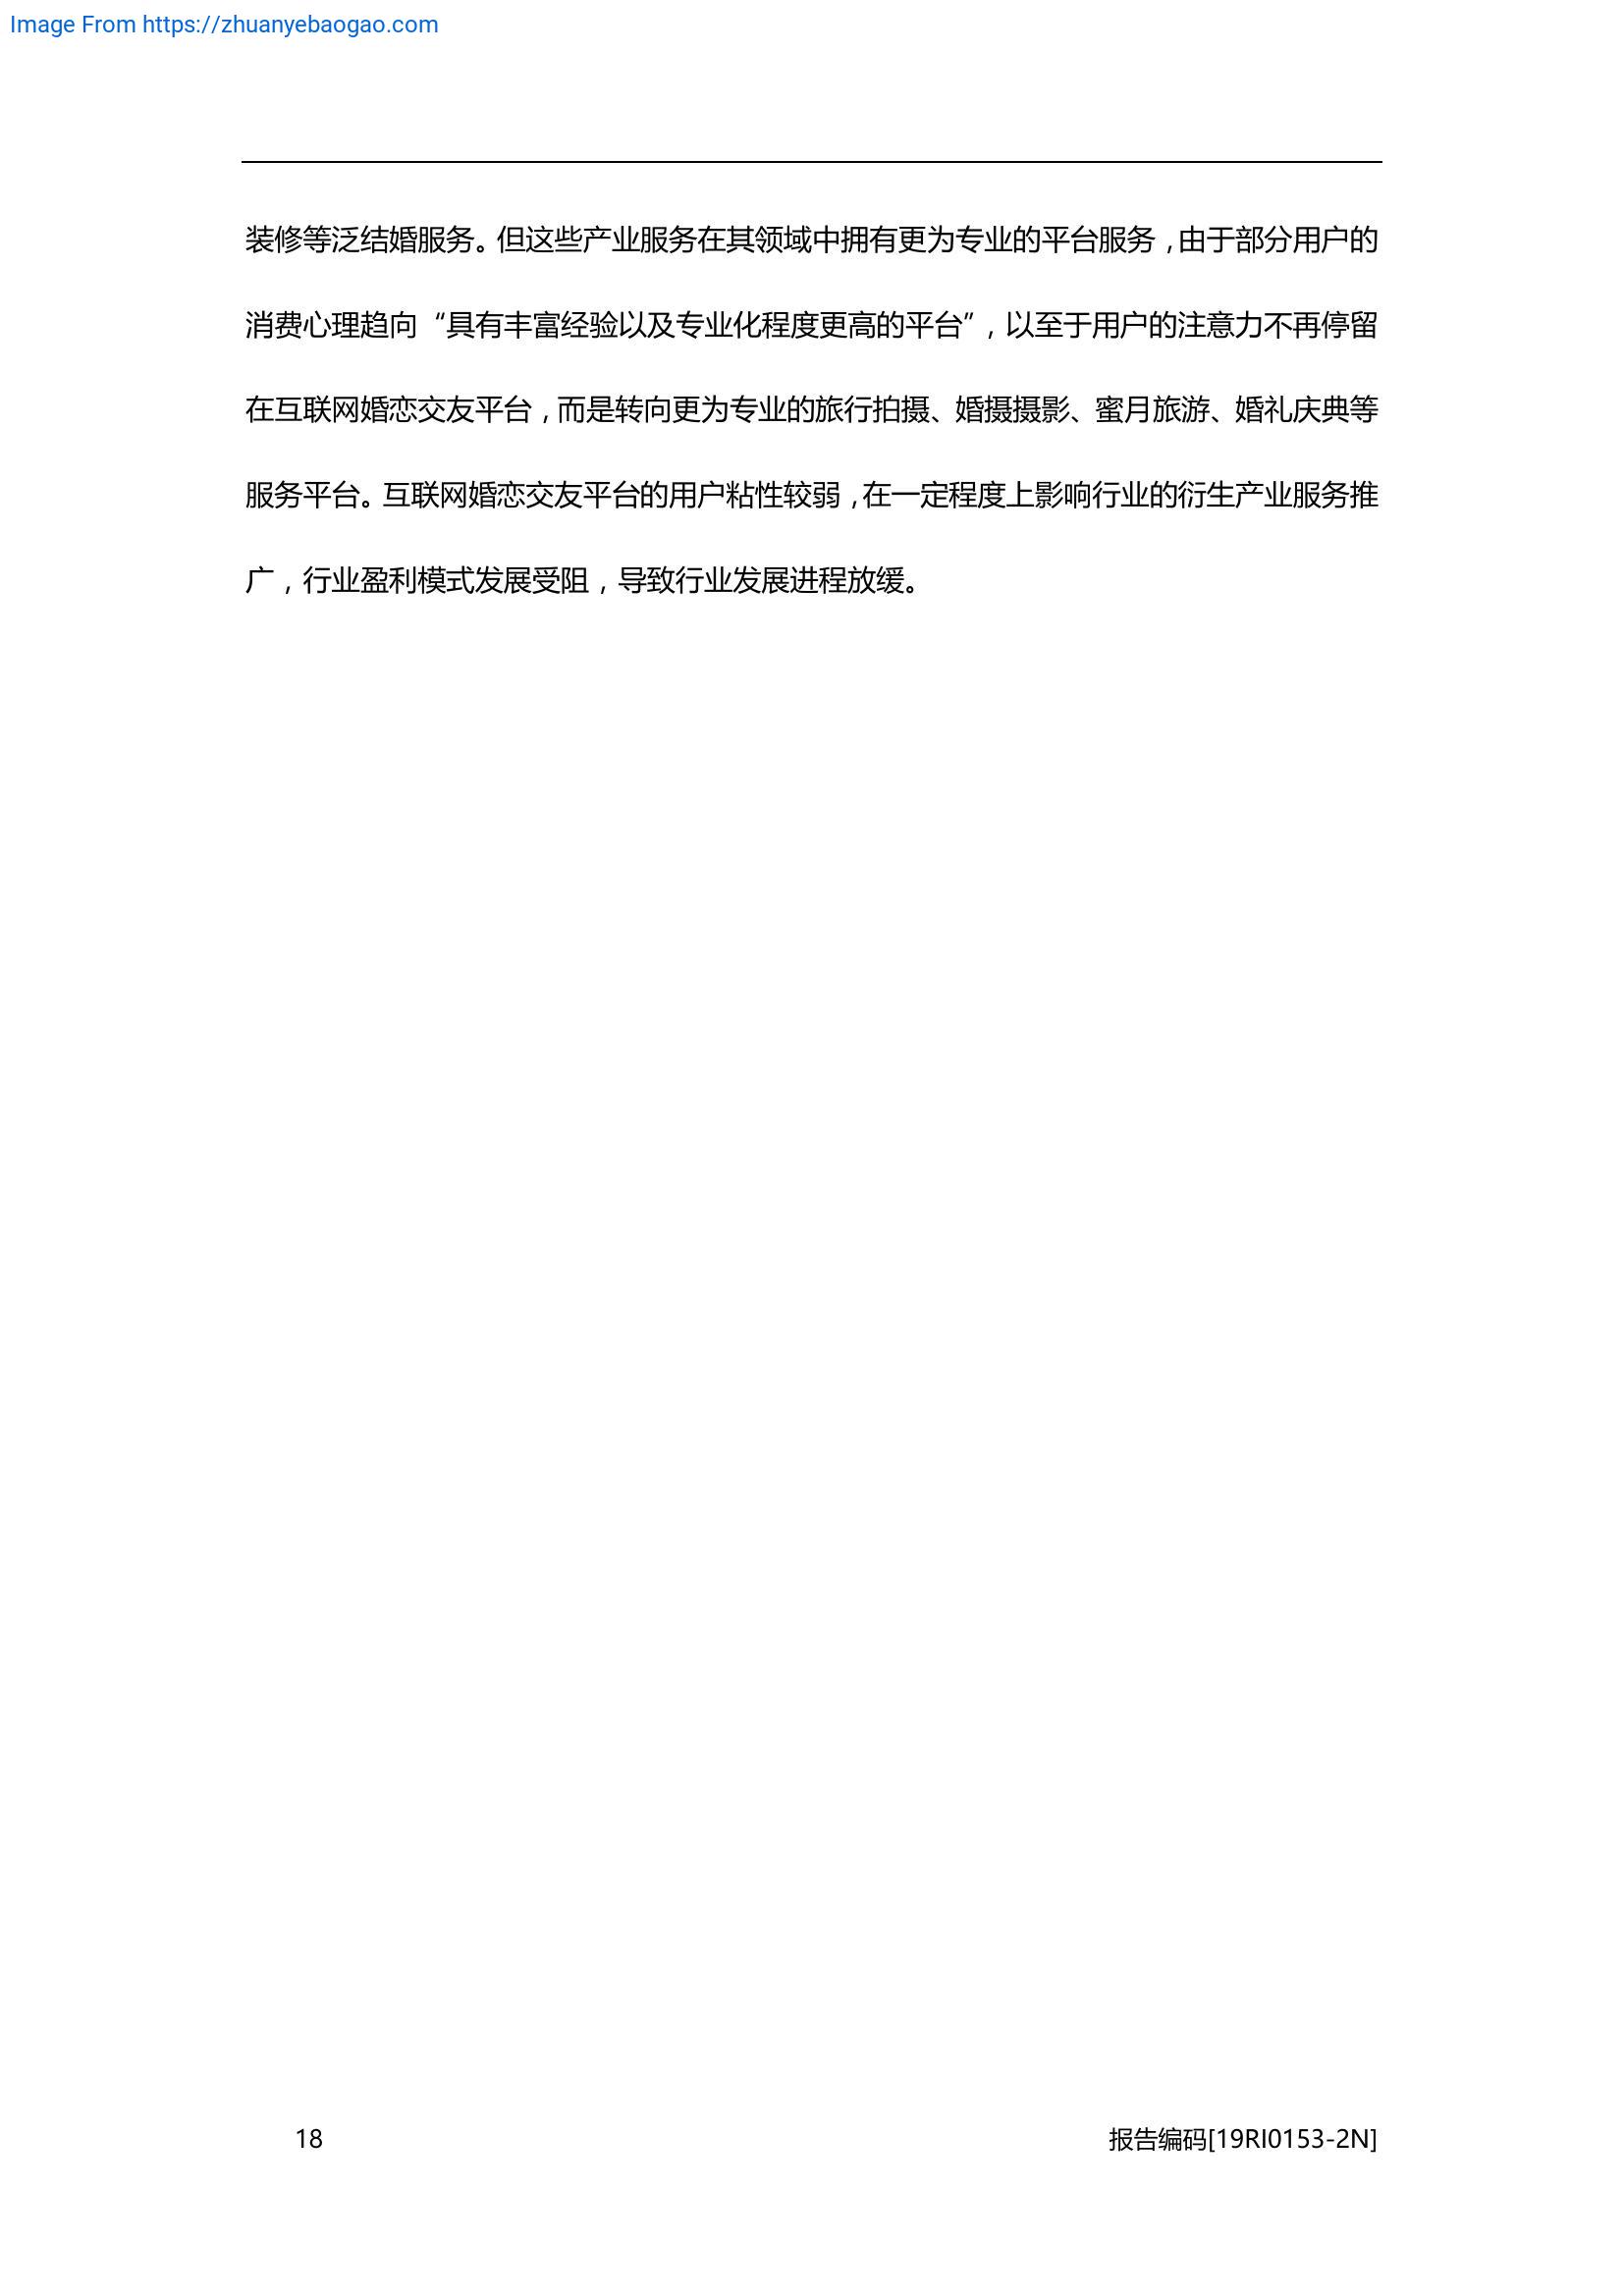 Image From https://zhuanyebaogao.com
装修等泛结婚服务。但这些产业服务在其领域中拥有更为专业的平台服务，由于部分用户的
消费心理趋向“具有丰富经验以及专业化程度更高的平台”，以至于用户的注意力不再停留
在互联网婚恋交友平台，而是转向更为专业的旅行拍摄、婚摄摄影、蜜月旅游、婚礼庆典等
服务平台。互联网婚恋交友平台的用户粘性较弱，在一定程度上影响行业的衍生产业服务推
广，行业盈利模式发展受阻，导致行业发展进程放缓。
18 报告编码[19RI0153-2N]